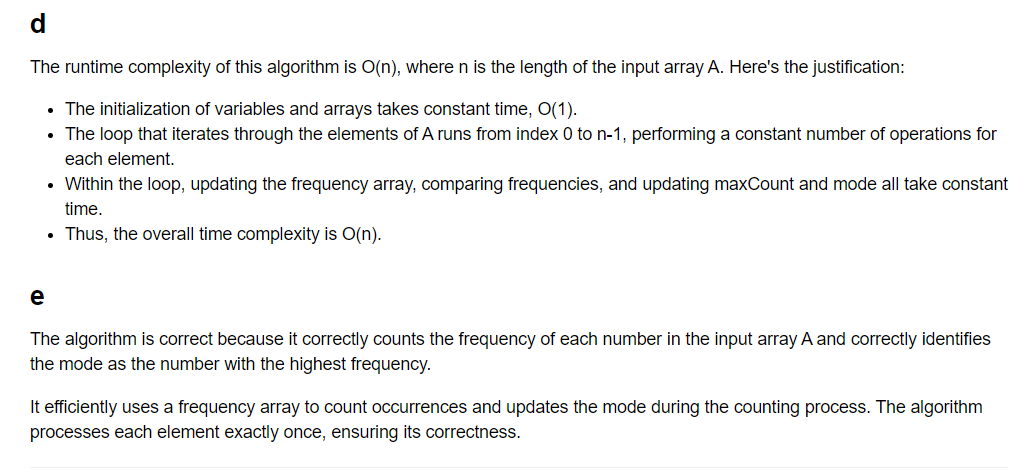 d
The runtime complexity of this algorithm is O(n), where n is the length of the input array A. Here's the justification:
• The initialization of variables and arrays takes constant time, O(1).
• The loop that iterates through the elements of A runs from index 0 to n-1, performing a constant number of operations for
each element.
• Within the loop, updating the frequency array, comparing frequencies, and updating maxCount and mode all take constant
time.
• Thus, the overall time complexity is O(n).
e
The algorithm is correct because it correctly counts the frequency of each number in the input array A and correctly identifies
the mode as the number with the highest frequency.
It efficiently uses a frequency array to count occurrences and updates the mode during the counting process. The algorithm
processes each element exactly once, ensuring its correctness.